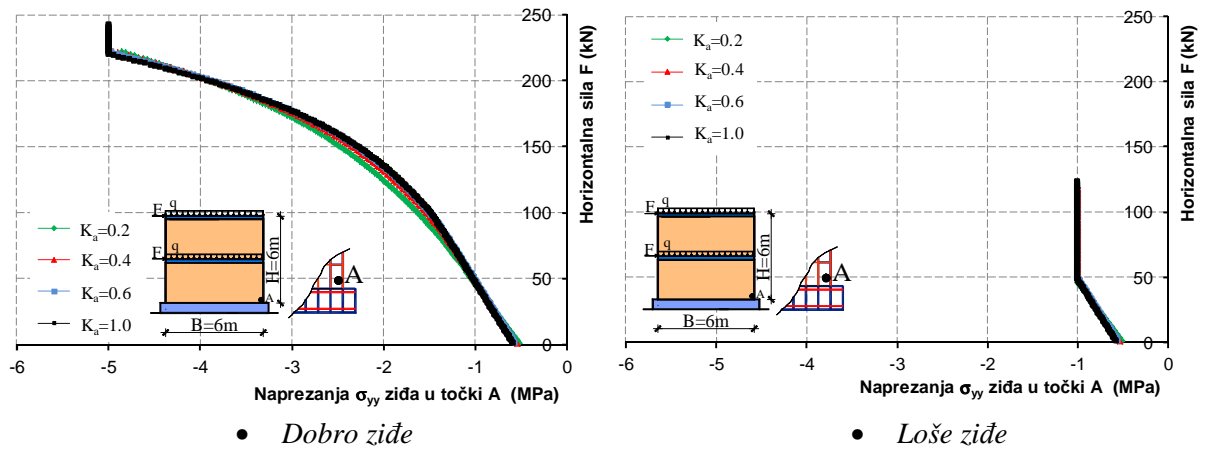 250
200
150
100
50
0
Horizontalna sila F (kN)
-6 -5 -4 -3 -2 -1 0
Naprezanja σyy ziđa u točki A (MPa)
Ka=0.2
Ka=0.4
Ka=0.6
Ka=1.0
F q
F q
H=6m
A
B=6m
A
• Dobro ziđe
250
200
150
100
50
0
Horizontalna sila F (kN)
-6 -5 -4 -3 -2 -1 0
Naprezanja σyy ziđa u točki A (MPa)
Ka=0.2
Ka=0.4
Ka=0.6
Ka=1.0
F q
F q
H=6m
A
B=6m
A
• Loše ziđe